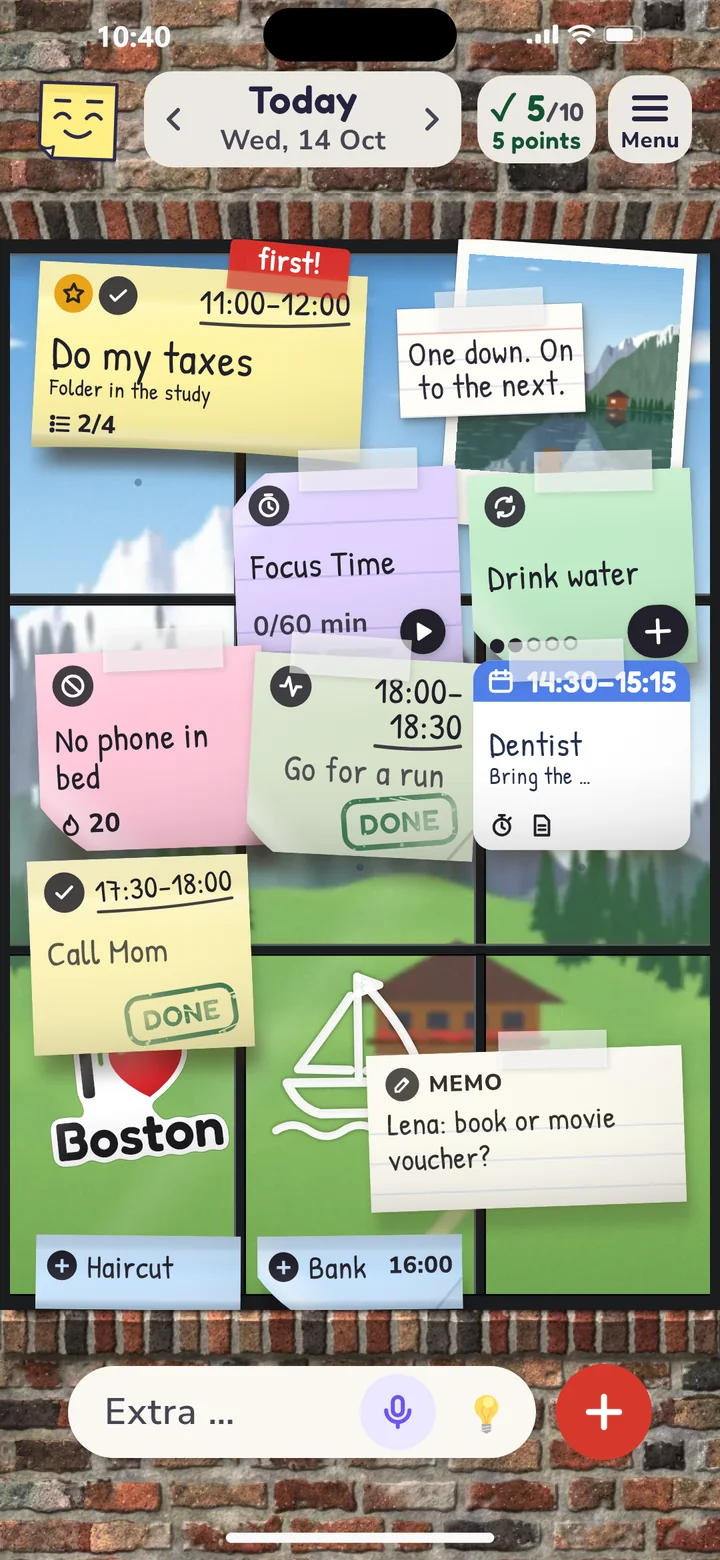 10:40
Today
Wed, 14 Oct
5/10
5 points
Menu
first!
11:00–12:00
Do my taxes
Folder in the study
2/4
One down. On
to the next.
Focus Time
0/60 min
Drink water
No phone in
bed
20
18:00–
18:30
Go for a run
DONE
14:30–15:15
Dentist
Bring the ...
17:30–18:00
Call Mom
DONE
I
Boston
MEMO
Lena: book or movie
voucher?
Haircut
Bank 16:00
Extra ...